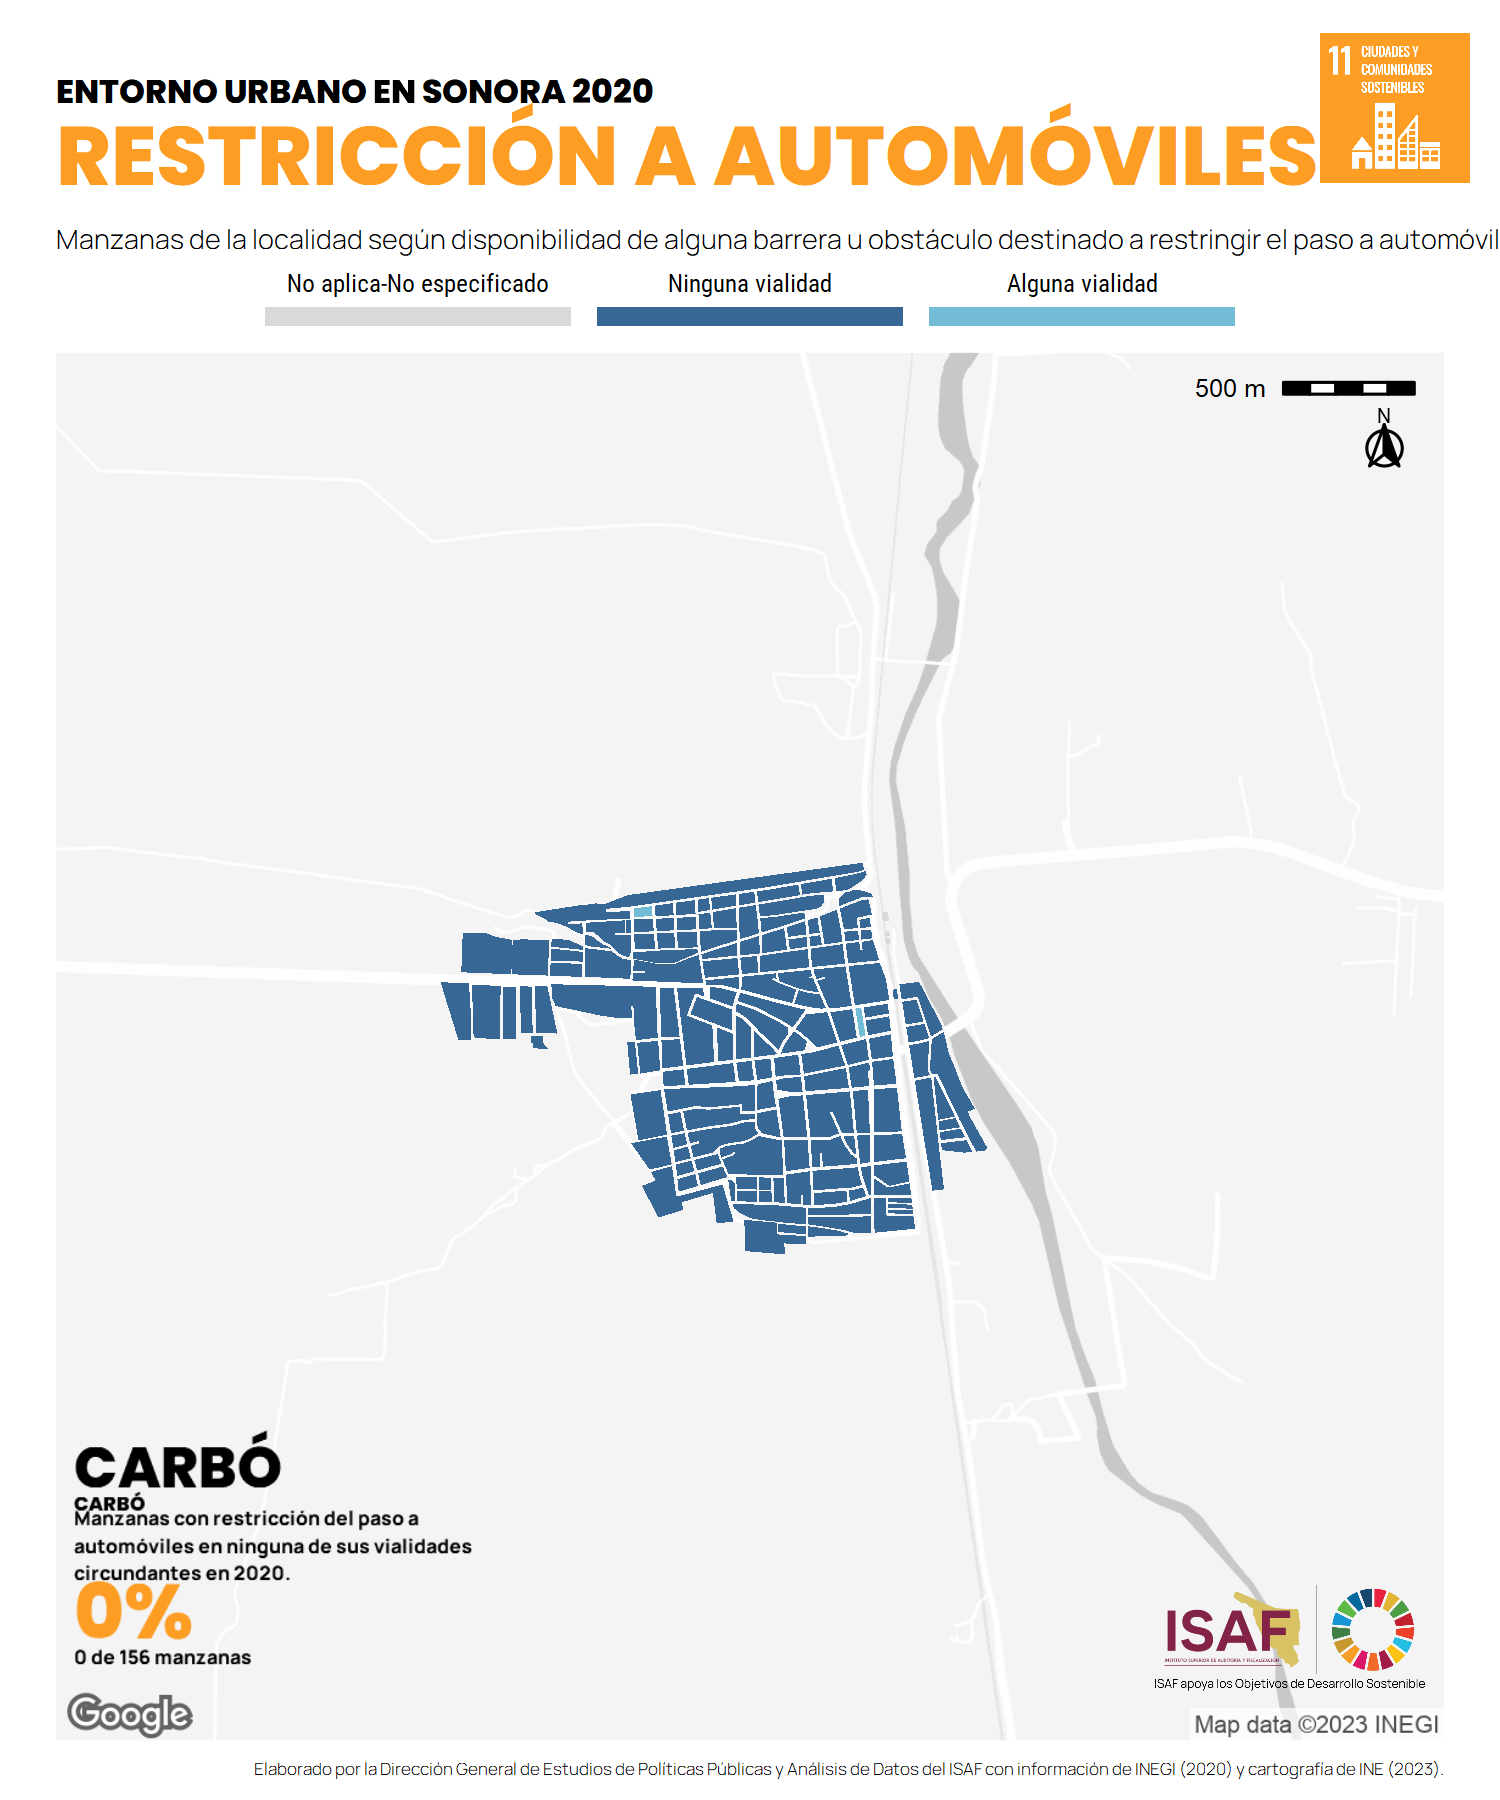 ENTORNO URBANO EN SONORA 2020
RESTRICCIÓN A AUTOMÓVILES
11 CIUDADES Y
COMUNIDADES
SOSTENIBLES
Manzanas de la localidad según disponibilidad de alguna barrera u obstáculo destinado a restringir el paso a automóvil
No aplica-No especificado
Ninguna vialidad
Alguna vialidad
500 m
N
CARBÓ
CARBÓ
Manzanas con restricción del paso a
automóviles en ninguna de sus vialidades
circundantes en 2020.
0%
0 de 156 manzanas
ISAF
INSTITUTO SUPERIOR DE AUDITORÍA Y FISCALIZACIÓN
ISAF apoya los Objetivos de Desarrollo Sostenible
Google
Map data ©2023 INEGI
Elaborado por la Dirección General de Estudios de Políticas Públicas y Análisis de Datos del ISAF con información de INEGI (2020) y cartografía de INE (2023).